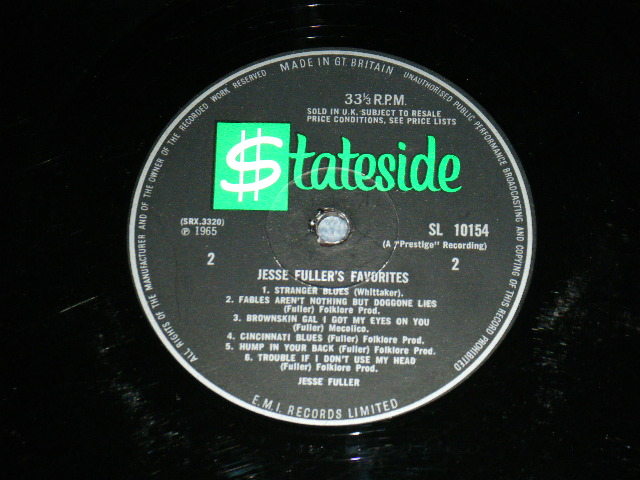 MADE IN GT. BRITAIN
UNAUTHORISED PUBLIC PERFORMANCE BROADCASTING AND COPYING OF THIS RECORD PROHIBITED
ALL RIGHTS OF THE MANUFACTURER AND OF THE OWNER OF THE RECORDED WORK RESERVED
33⅓ R.P.M.
SOLD IN U.K. SUBJECT TO RESALE
PRICE CONDITIONS, SEE PRICE LISTS
$tateside
(SRX.3320)
℗ 1965
SL 10154
(A "Prestige" Recording)
2
2
JESSE FULLER'S FAVORITES
1. STRANGER BLUES (Whittaker).
2. FABLES AREN'T NOTHING BUT DOGGONE LIES
(Fuller) Folklore Prod.
3. BROWNSKIN GAL I GOT MY EYES ON YOU
(Fuller) Mecolico.
4. CINCINNATI BLUES (Fuller) Folklore Prod.
5. HUMP IN YOUR BACK (Fuller) Folklore Prod.
6. TROUBLE IF I DON'T USE MY HEAD
(Fuller) Folklore Prod.
JESSE FULLER
E.M.I. RECORDS LIMITED